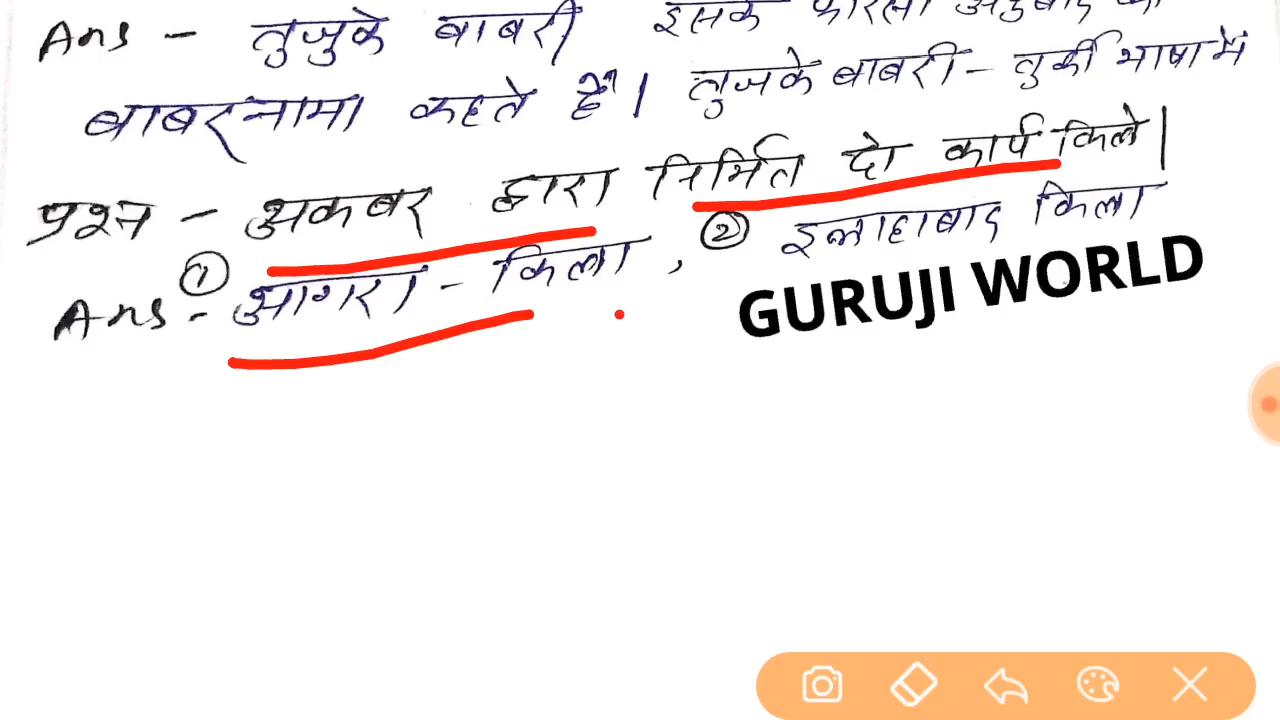 Ans - तुजुके बाबरी इसके फारसी अनुवाद को
बाबरनामा कहते हैं। तुजके बाबरी - तुर्की भाषा में
प्रश्न - अकबर द्वारा निर्मित दो कार्य किले।
Ans - ① आगरा - किला , ② इलाहाबाद किला
GURUJI WORLD